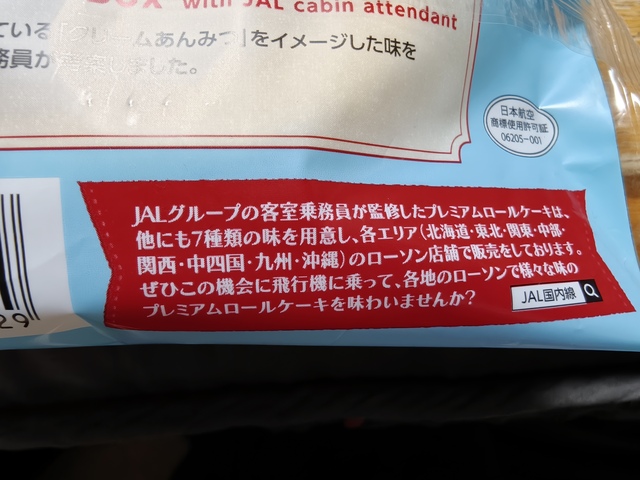 with JAL cabin attendant
ている「クリームあんみつ」をイメージした味を
務員が
しました。
日本航空
商標使用許可証
06205-001
JALグループの客室乗務員が監修したプレミアムロールケーキは、
他にも7種類の味を用意し、各エリア(北海道・東北・関東・中部・
関西・中四国・九州・沖縄)のローソン店舗で販売をしております。
ぜひこの機会に飛行機に乗って、各地のローソンで様々な味の
プレミアムロールケーキを味わいませんか?
JAL国内線
29